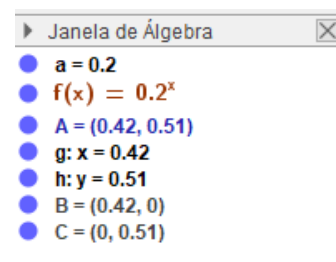 Janela de Álgebra
a = 0.2
f(x) = 0.2ˣ
A = (0.42, 0.51)
g: x = 0.42
h: y = 0.51
B = (0.42, 0)
C = (0, 0.51)